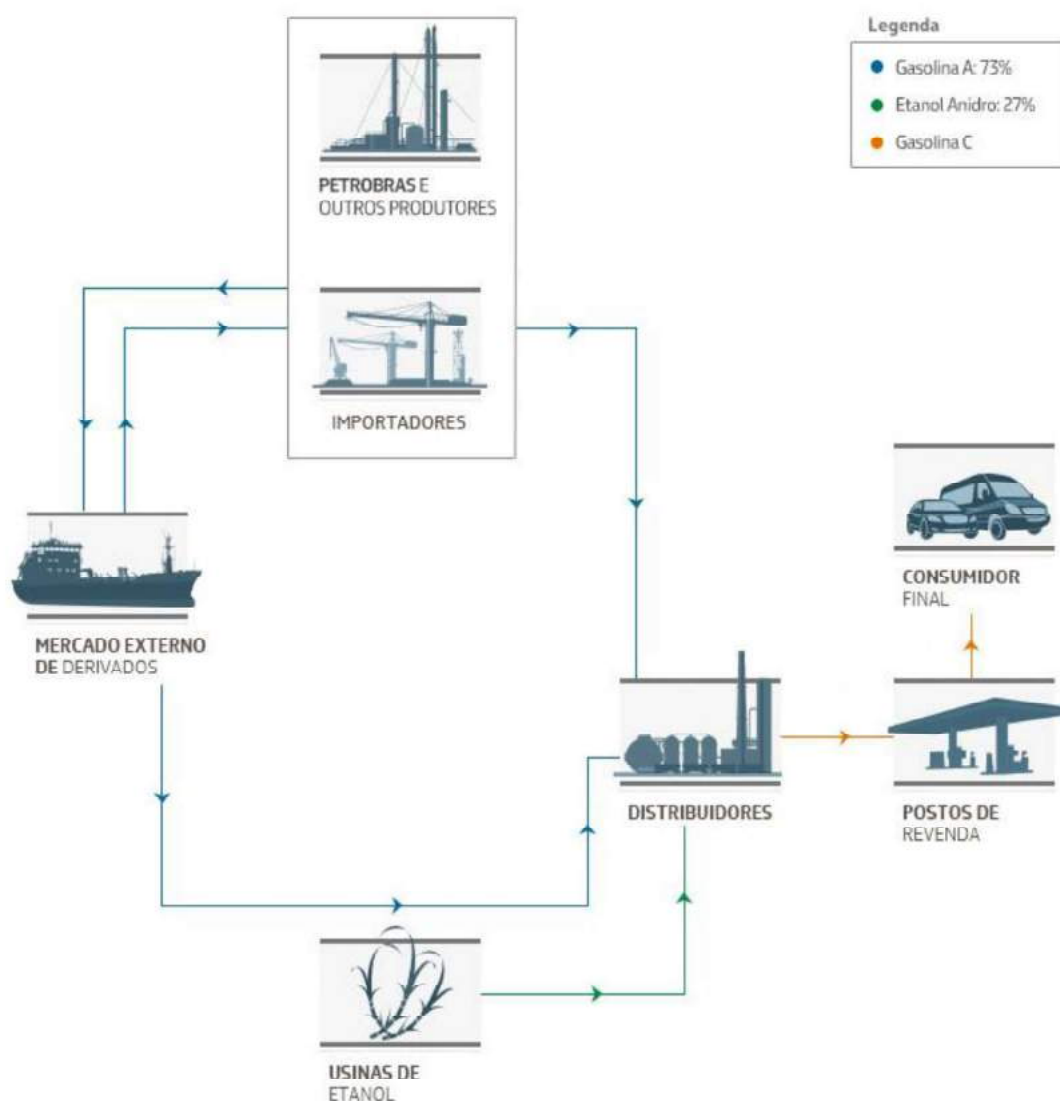 Legenda
Gasolina A: 73%
Etanol Anidro: 27%
Gasolina C
PETROBRAS E
OUTROS PRODUTORES
IMPORTADORES
MERCADO EXTERNO
DE DERIVADOS
CONSUMIDOR
FINAL
DISTRIBUIDORES
POSTOS DE
REVENDA
USINAS DE
ETANOL